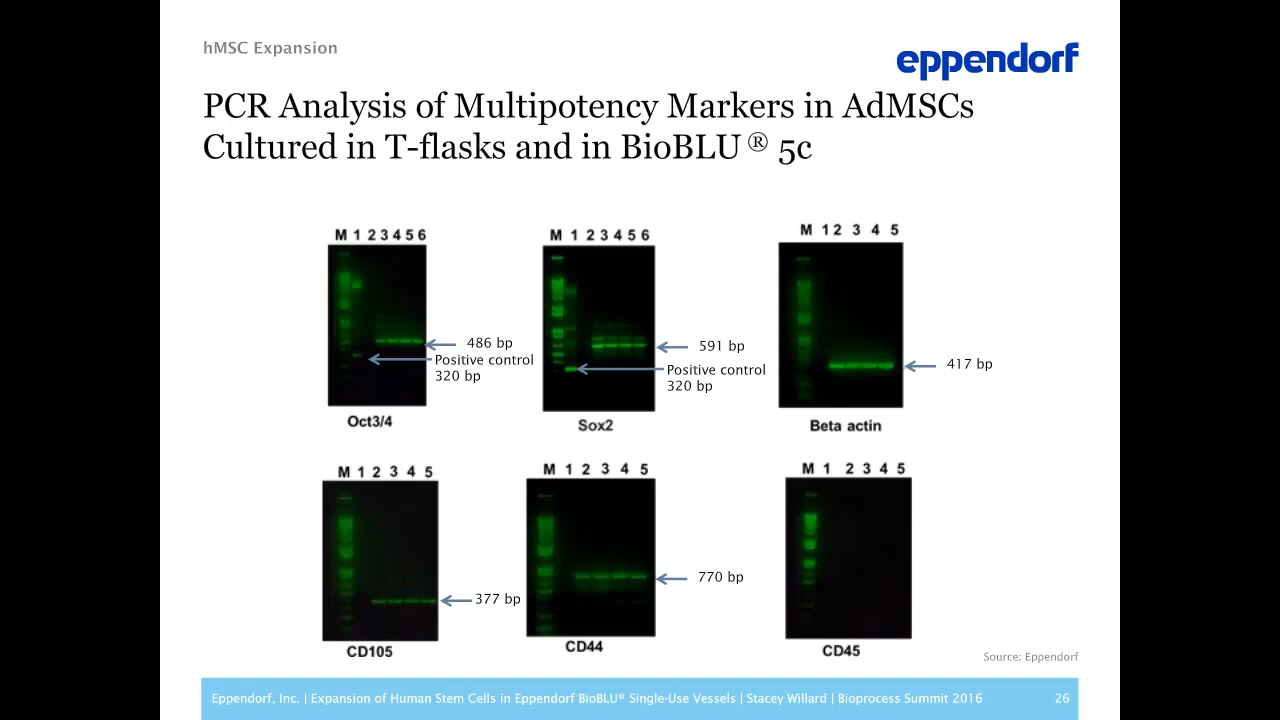 hMSC Expansion
eppendorf
PCR Analysis of Multipotency Markers in AdMSCs
Cultured in T-flasks and in BioBLU ® 5c
M 1 2 3 4 5 6
486 bp
Positive control
320 bp
Oct3/4
M 1 2 3 4 5 6
591 bp
Positive control
320 bp
Sox2
M 1 2 3 4 5
417 bp
Beta actin
M 1 2 3 4 5
377 bp
CD105
M 1 2 3 4 5
770 bp
CD44
M 1 2 3 4 5
CD45
Source: Eppendorf
Eppendorf, Inc. | Expansion of Human Stem Cells in Eppendorf BioBLU® Single-Use Vessels | Stacey Willard | Bioprocess Summit 2016
26